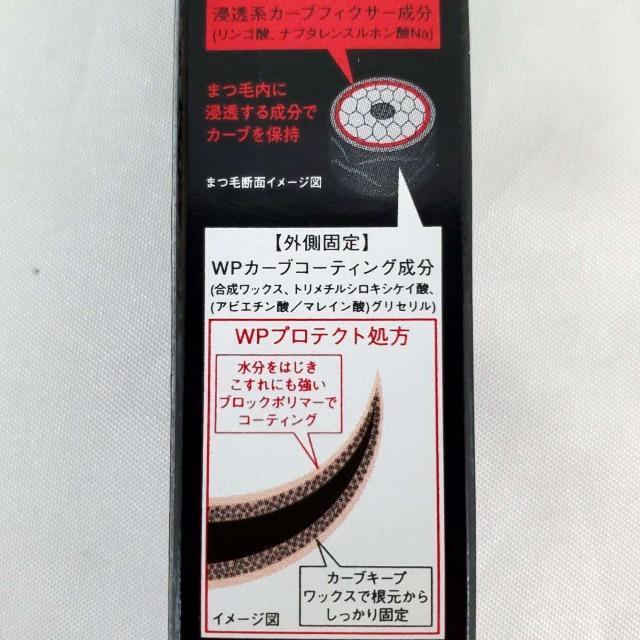 浸透系カーブフィクサー成分
(リンゴ酸、ナフタレンスルホン酸Na)
まつ毛内に
浸透する成分で
カーブを保持
まつ毛断面イメージ図
【外側固定】
WPカーブコーティング成分
(合成ワックス、トリメチルシロキシケイ酸、
(アビエチン酸／マレイン酸)グリセリル)
WPプロテクト処方
水分をはじき
こすれにも強い
ブロックポリマーで
コーティング
カーブキープ
ワックスで根元から
しっかり固定
イメージ図